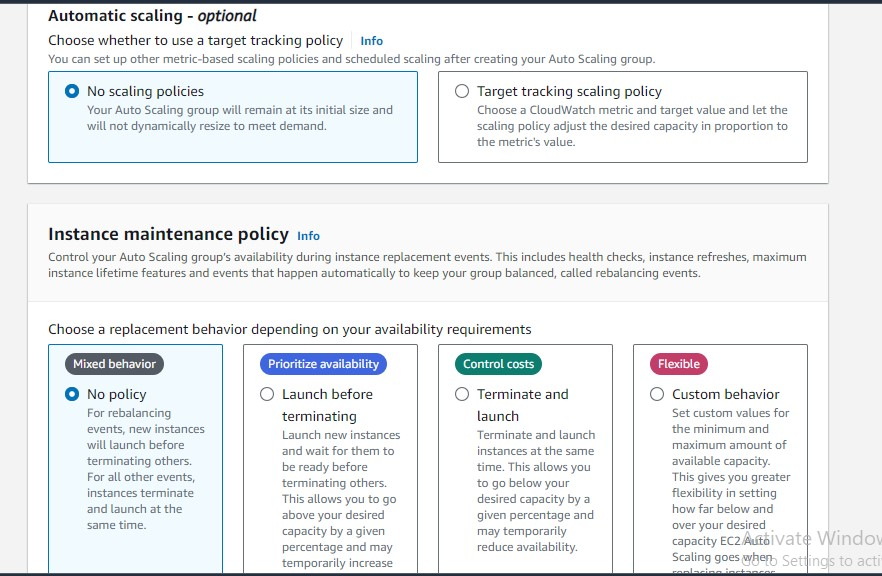 Automatic scaling - optional
Choose whether to use a target tracking policy Info
You can set up other metric-based scaling policies and scheduled scaling after creating your Auto Scaling group.
No scaling policies
Your Auto Scaling group will remain at its initial size and
will not dynamically resize to meet demand.
Target tracking scaling policy
Choose a CloudWatch metric and target value and let the
scaling policy adjust the desired capacity in proportion to
the metric's value.
Instance maintenance policy Info
Control your Auto Scaling group's availability during instance replacement events. This includes health checks, instance refreshes, maximum
instance lifetime features and events that happen automatically to keep your group balanced, called rebalancing events.
Choose a replacement behavior depending on your availability requirements
Mixed behavior
No policy
For rebalancing
events, new instances
will launch before
terminating others.
For all other events,
instances terminate
and launch at the
same time.
Prioritize availability
Launch before
terminating
Launch new instances
and wait for them to
be ready before
terminating others.
This allows you to go
above your desired
capacity by a given
percentage and may
temporarily increase
Control costs
Terminate and
launch
Terminate and launch
instances at the same
time. This allows you
to go below your
desired capacity by a
given percentage and
may temporarily
reduce availability.
Flexible
Custom behavior
Set custom values for
the minimum and
maximum amount of
available capacity.
This gives you greater
flexibility in setting
how far below and
over your desired
capacity EC2 Auto
Scaling goes when
replacing instances
Activate Window
Go to Settings to acti